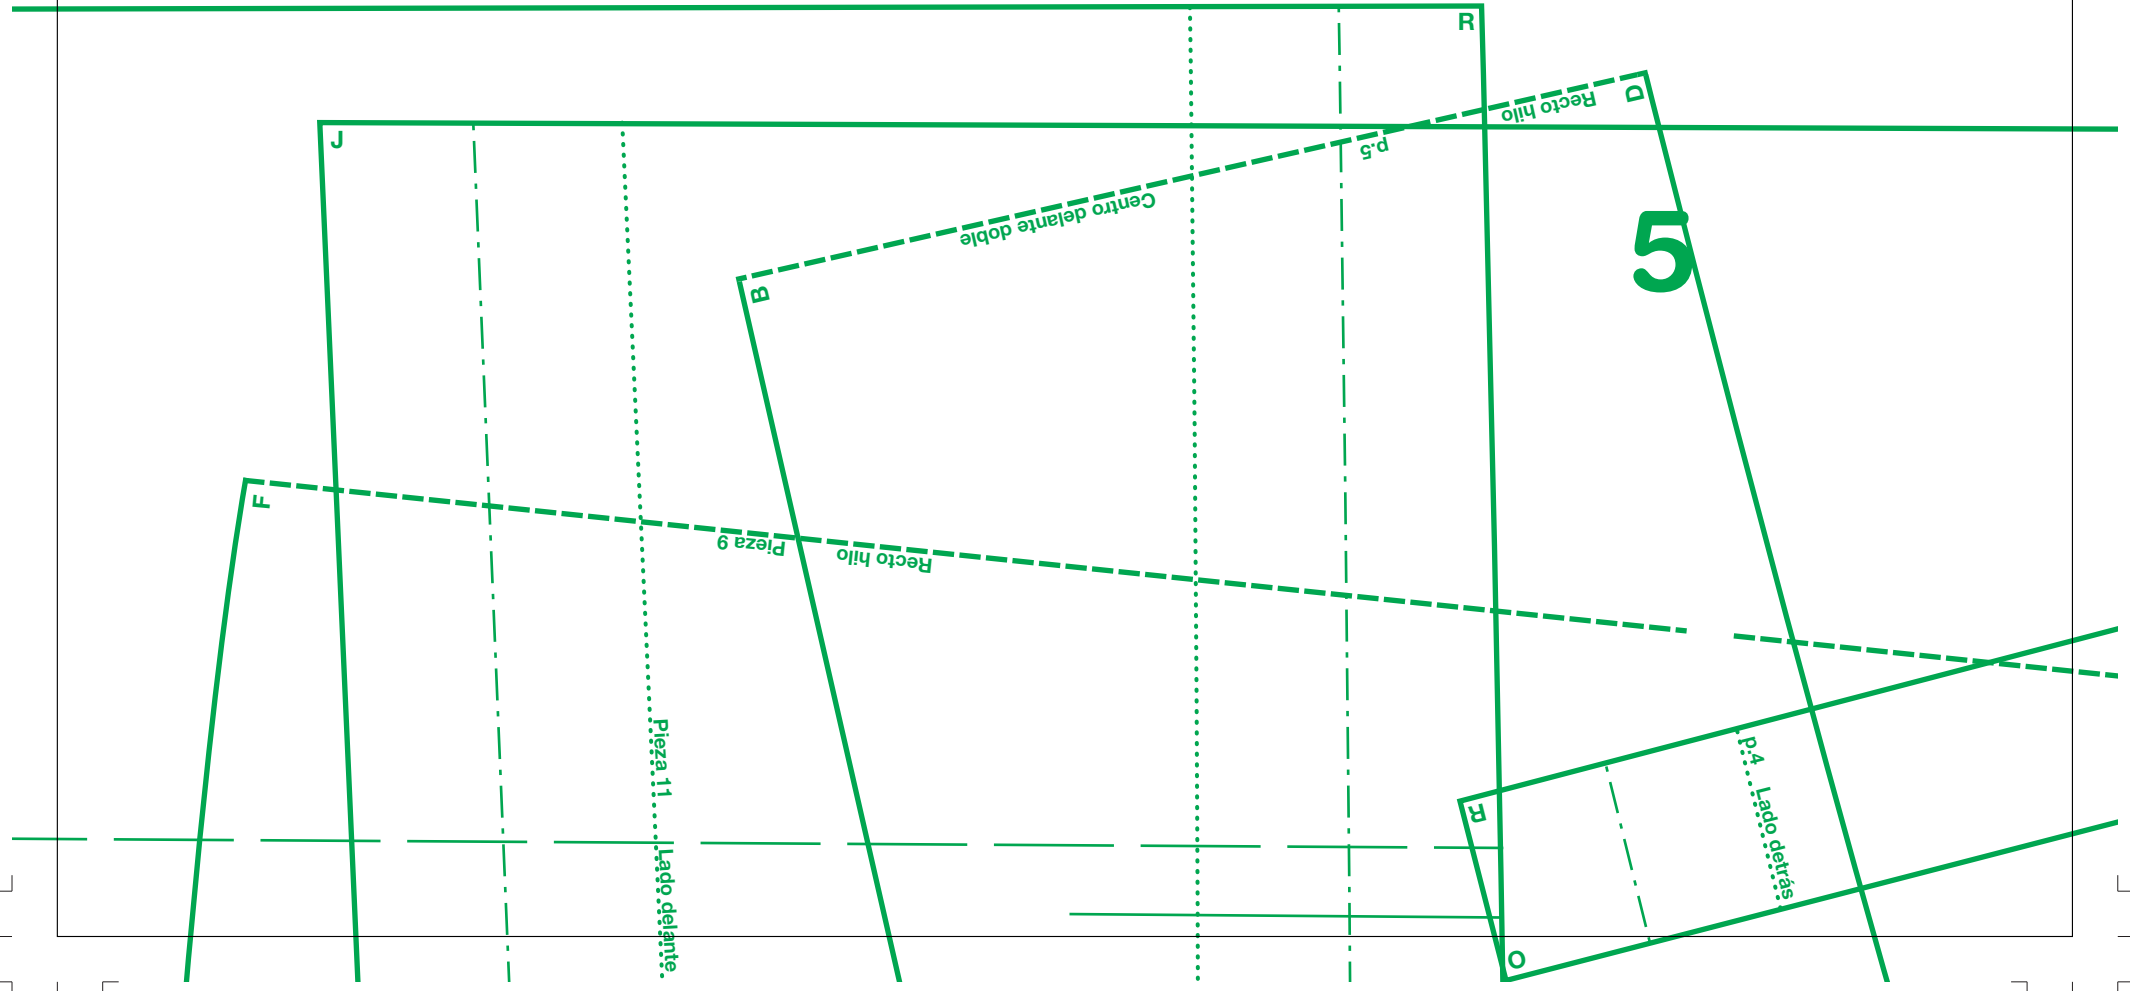 R
D
Recto hilo
J
p.5
Centro delante doble
5
B
F
Pieza 9
Recto hilo
Pieza 11
Lado delante
p.4
Lado detrás
R
O